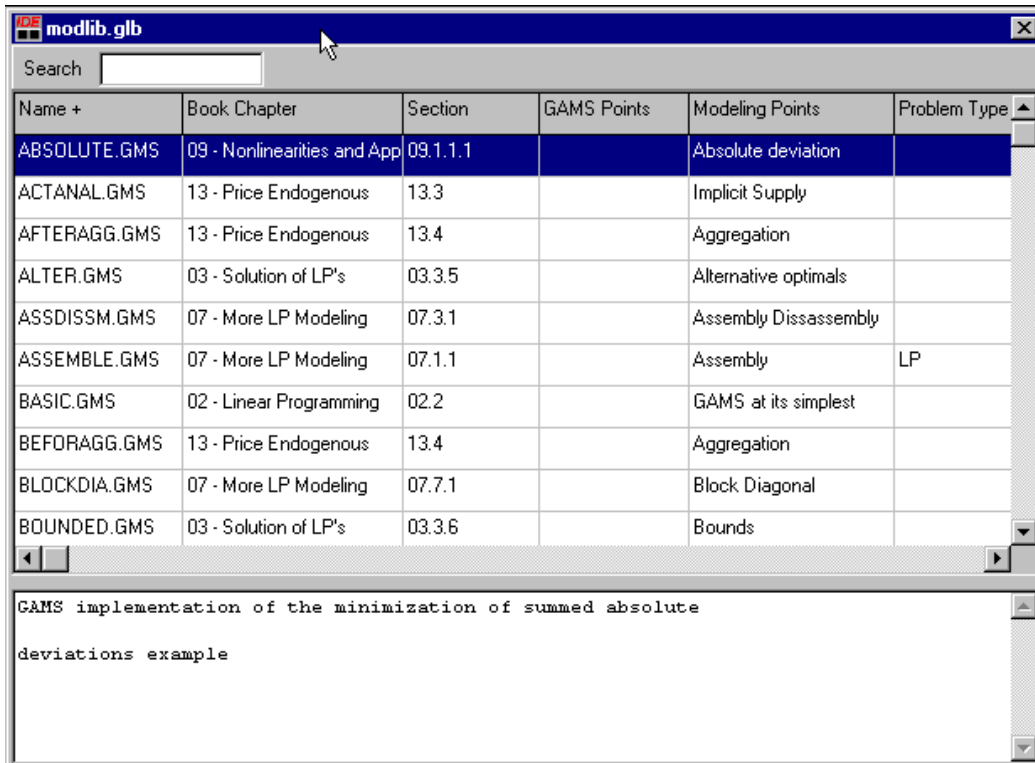 IDE modlib.glb
Search
Name + Book Chapter Section GAMS Points Modeling Points Problem Type
ABSOLUTE.GMS 09 - Nonlinearities and App 09.1.1.1 Absolute deviation
ACTANAL.GMS 13 - Price Endogenous 13.3 Implicit Supply
AFTERAGG.GMS 13 - Price Endogenous 13.4 Aggregation
ALTER.GMS 03 - Solution of LP's 03.3.5 Alternative optimals
ASSDISSM.GMS 07 - More LP Modeling 07.3.1 Assembly Dissassembly
ASSEMBLE.GMS 07 - More LP Modeling 07.1.1 Assembly LP
BASIC.GMS 02 - Linear Programming 02.2 GAMS at its simplest
BEFORAGG.GMS 13 - Price Endogenous 13.4 Aggregation
BLOCKDIA.GMS 07 - More LP Modeling 07.7.1 Block Diagonal
BOUNDED.GMS 03 - Solution of LP's 03.3.6 Bounds
GAMS implementation of the minimization of summed absolute
deviations example